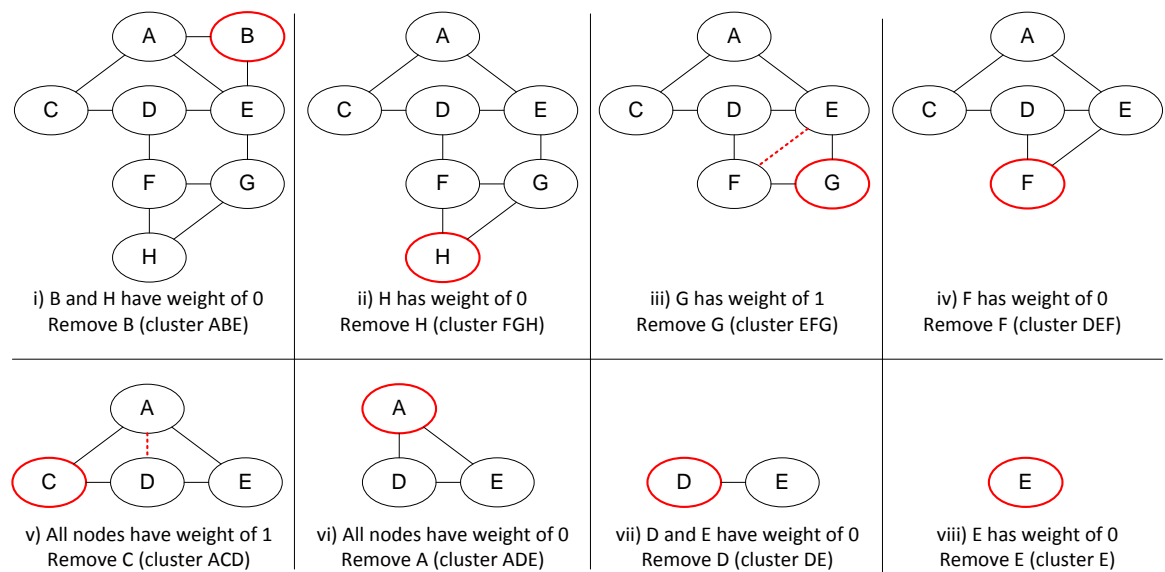 A B
C D E
F G
H
i) B and H have weight of 0
Remove B (cluster ABE)
A
C D E
F G
H
ii) H has weight of 0
Remove H (cluster FGH)
A
C D E
F G
iii) G has weight of 1
Remove G (cluster EFG)
A
C D E
F
iv) F has weight of 0
Remove F (cluster DEF)
A
C D E
v) All nodes have weight of 1
Remove C (cluster ACD)
A
D E
vi) All nodes have weight of 0
Remove A (cluster ADE)
D E
vii) D and E have weight of 0
Remove D (cluster DE)
E
viii) E has weight of 0
Remove E (cluster E)